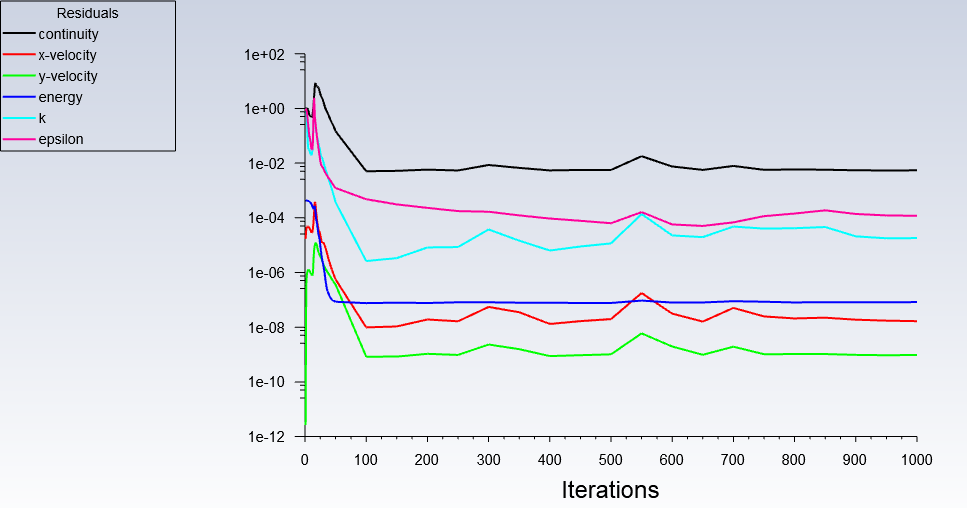 Residuals
continuity
x-velocity
y-velocity
energy
k
epsilon
1e+02
1e+00
1e-02
1e-04
1e-06
1e-08
1e-10
1e-12
0 100 200 300 400 500 600 700 800 900 1000
Iterations